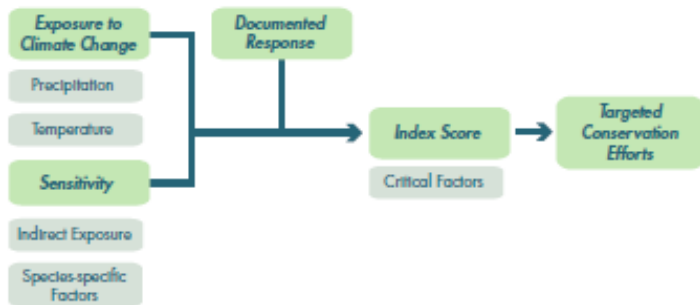 Exposure to
Climate Change
Precipitation
Temperature
Sensitivity
Indirect Exposure
Species-specific
Factors
Documented
Response
Index Score
Critical Factors
Targeted
Conservation
Efforts